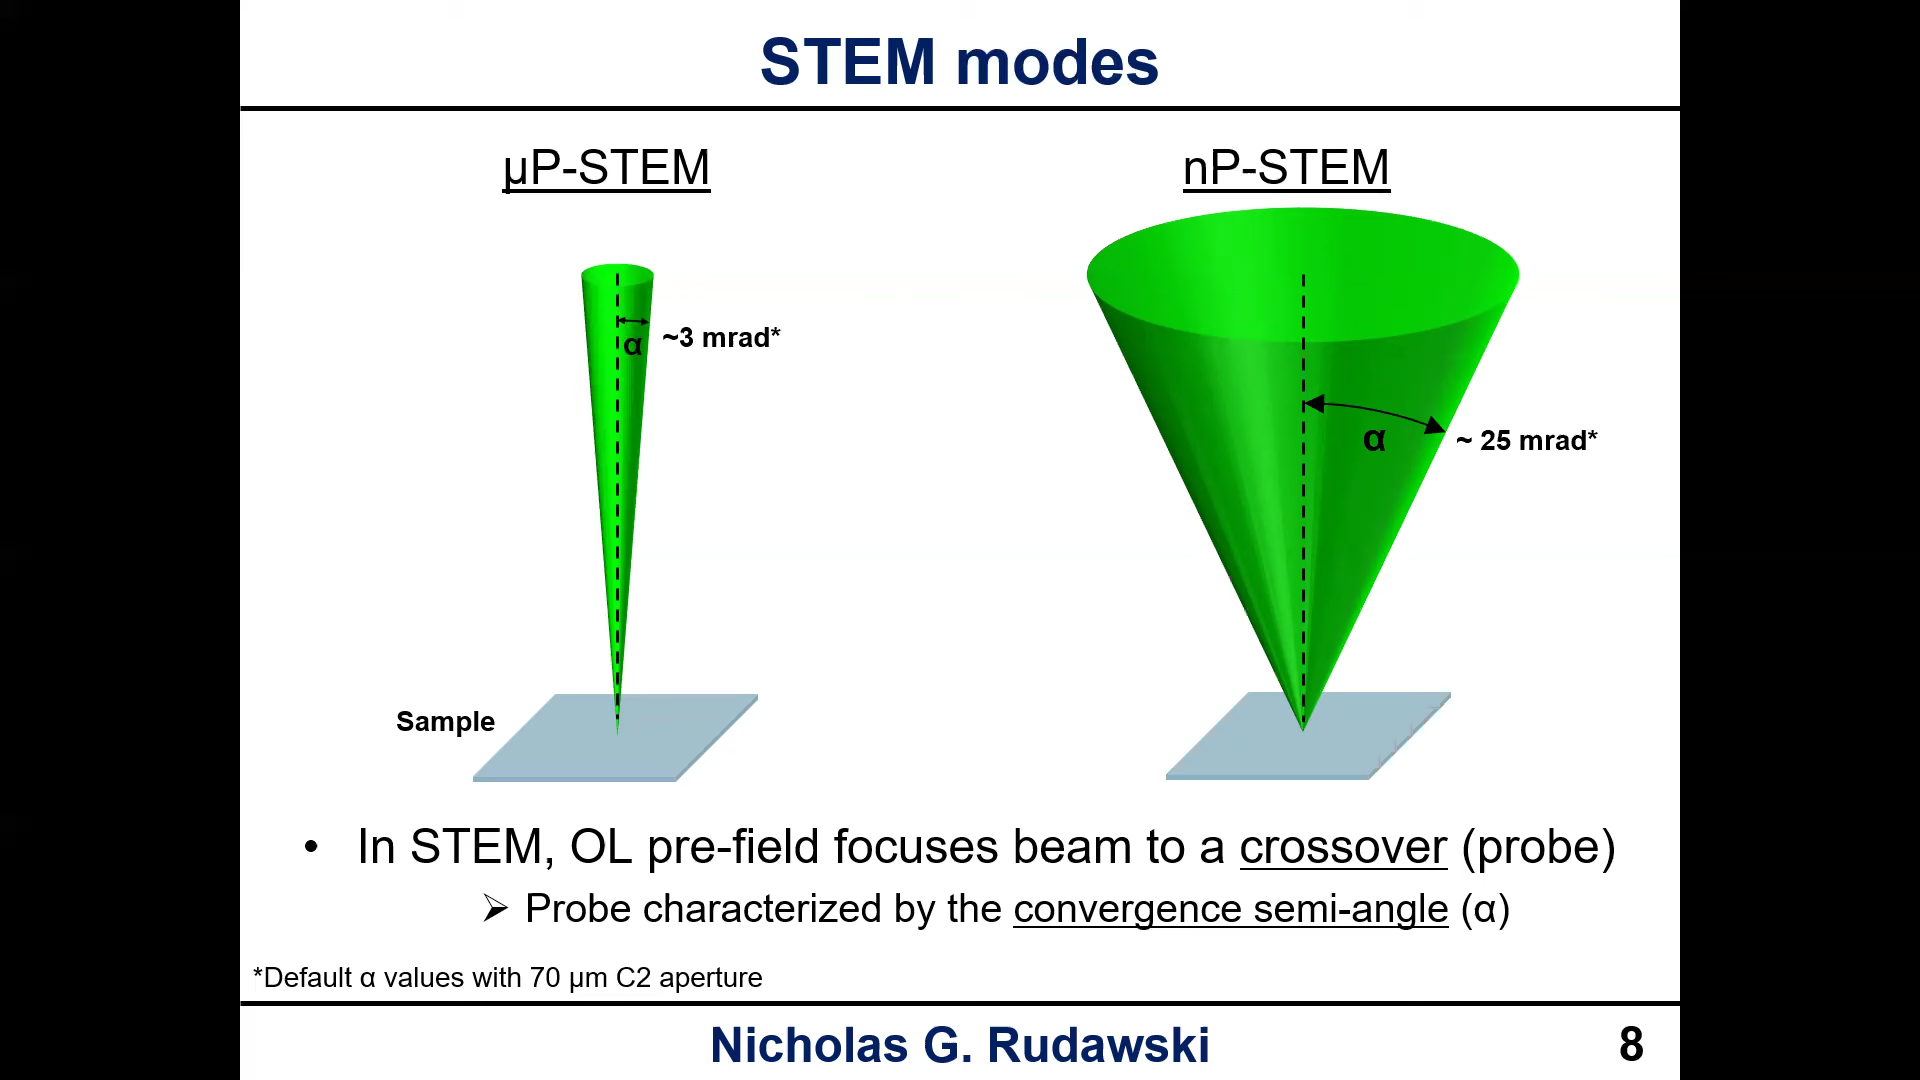 STEM modes
µP-STEM
nP-STEM
α
~3 mrad*
α
~ 25 mrad*
Sample
• In STEM, OL pre-field focuses beam to a crossover (probe)
➢ Probe characterized by the convergence semi-angle (α)
*Default α values with 70 µm C2 aperture
Nicholas G. Rudawski
8